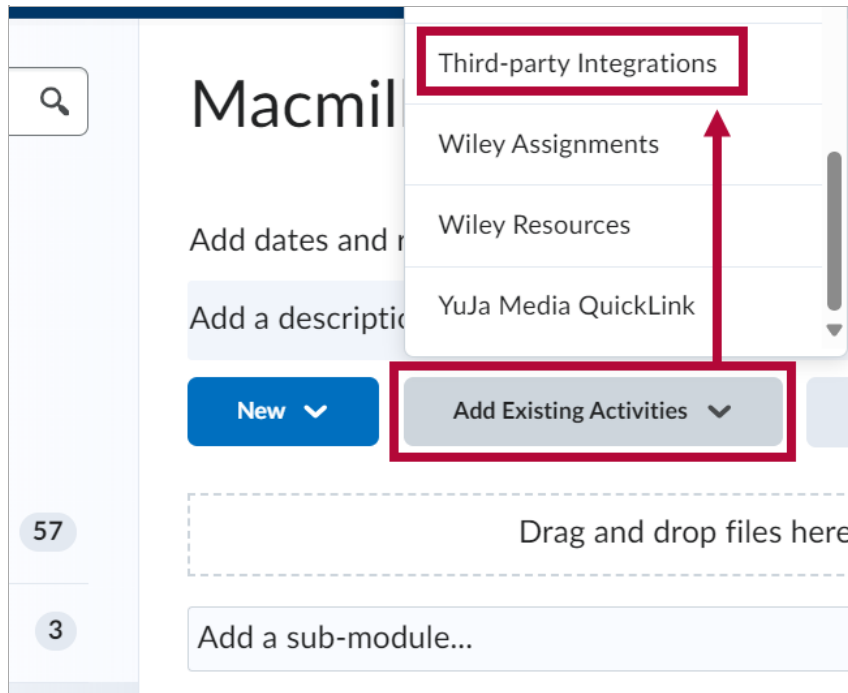 Third-party Integrations
Macmil
Wiley Assignments
Wiley Resources
Add dates and
YuJa Media QuickLink
Add a descriptio
New
Add Existing Activities
57
Drag and drop files here
3
Add a sub-module...